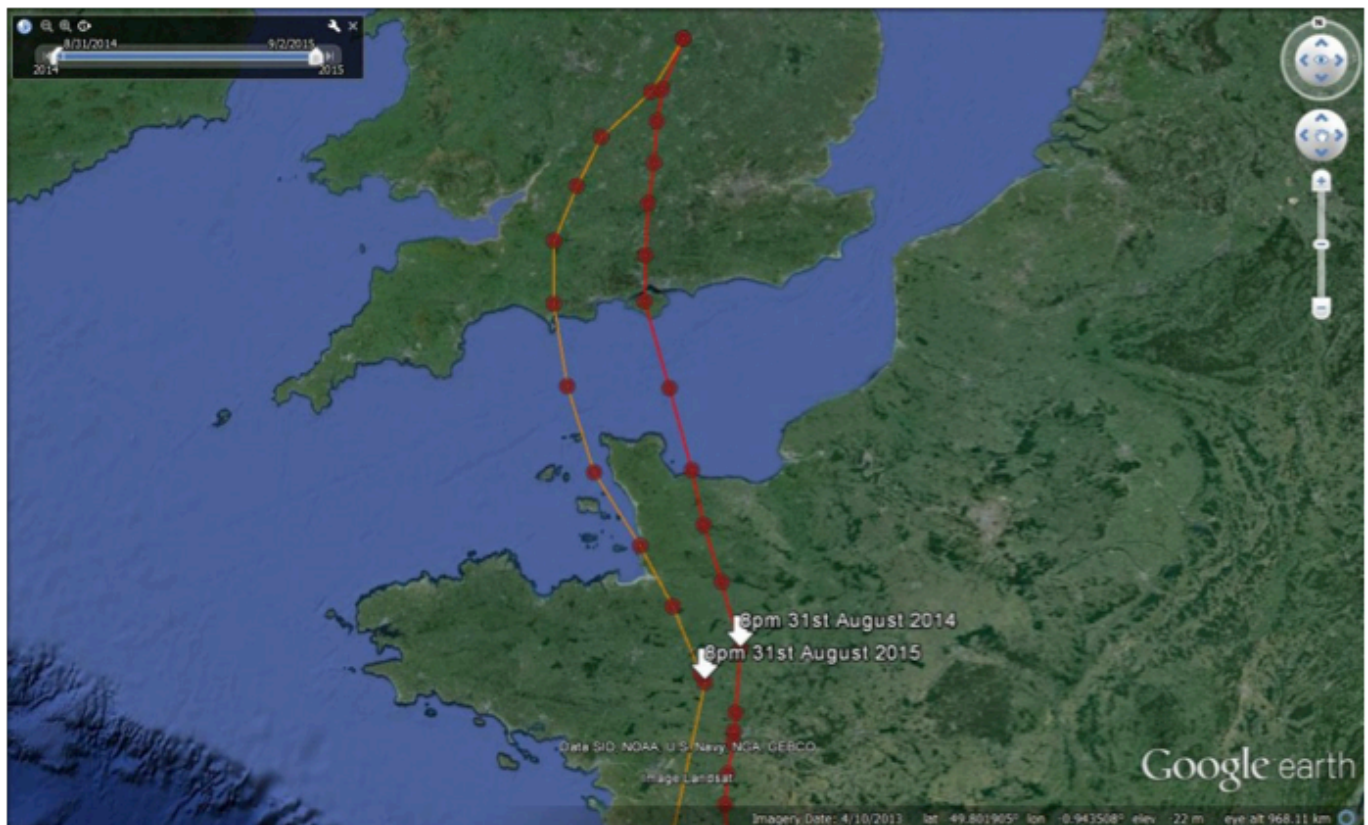 8/31/2014 9/2/2015
2014 2015
8pm 31st August 2014
8pm 31st August 2015
Data SIO, NOAA, U.S. Navy, NGA, GEBCO
Image Landsat
Google earth
Imagery Date: 4/10/2013 lat 49.801905° lon -0.943508° elev -22 m eye alt 968.11 km